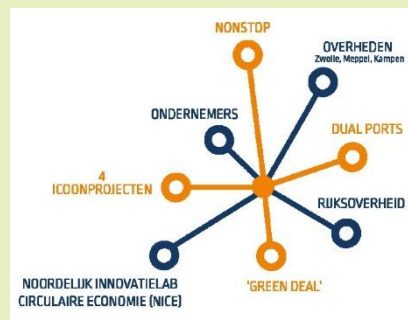 NONSTOP
OVERHEDEN
Zwolle, Meppel, Kampen
ONDERNEMERS
DUAL PORTS
4
ICOONPROJECTEN
RIJKSOVERHEID
NOORDELIJK INNOVATIELAB
CIRCULAIRE ECONOMIE (NICE)
'GREEN DEAL'